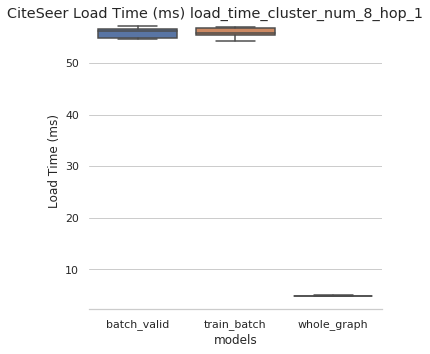 CiteSeer Load Time (ms) load_time_cluster_num_8_hop_1
50
40
30
20
10
Load Time (ms)
batch_valid train_batch whole_graph
models